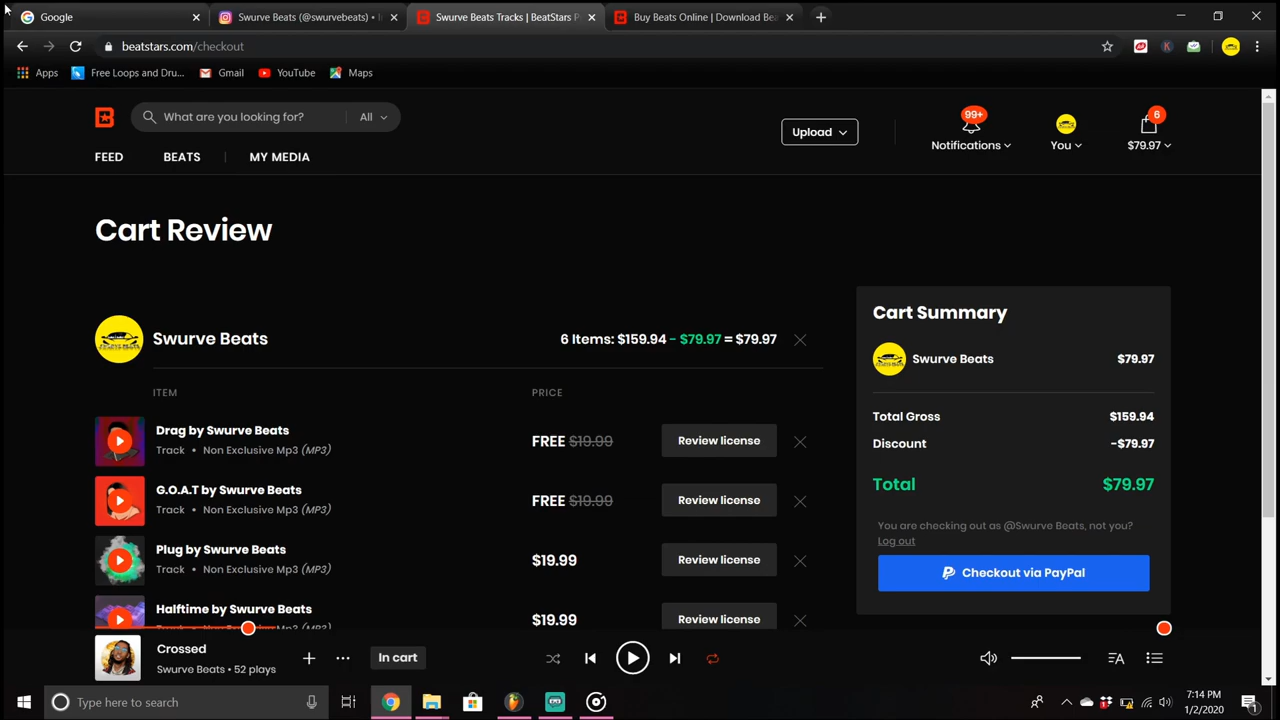 Google
Swurve Beats (@swurvebeats) • I
Swurve Beats Tracks | BeatStars P
Buy Beats Online | Download Bea
beatstars.com/checkout
Apps
Free Loops and Dru...
Gmail
YouTube
Maps
What are you looking for?
All
Upload
99+
Notifications
You
6
$79.97
FEED
BEATS
MY MEDIA
Cart Review
Swurve Beats
6 Items: $159.94 - $79.97 = $79.97
ITEM
PRICE
Drag by Swurve Beats
Track • Non Exclusive Mp3 (MP3)
FREE $19.99
Review license
G.O.A.T by Swurve Beats
Track • Non Exclusive Mp3 (MP3)
FREE $19.99
Review license
Plug by Swurve Beats
Track • Non Exclusive Mp3 (MP3)
$19.99
Review license
Halftime by Swurve Beats
$19.99
Review license
Cart Summary
Swurve Beats
$79.97
Total Gross
$159.94
Discount
-$79.97
Total
$79.97
You are checking out as @Swurve Beats, not you?
Log out
Checkout via PayPal
Crossed
Swurve Beats • 52 plays
In cart
Type here to search
7:14 PM
1/2/2020